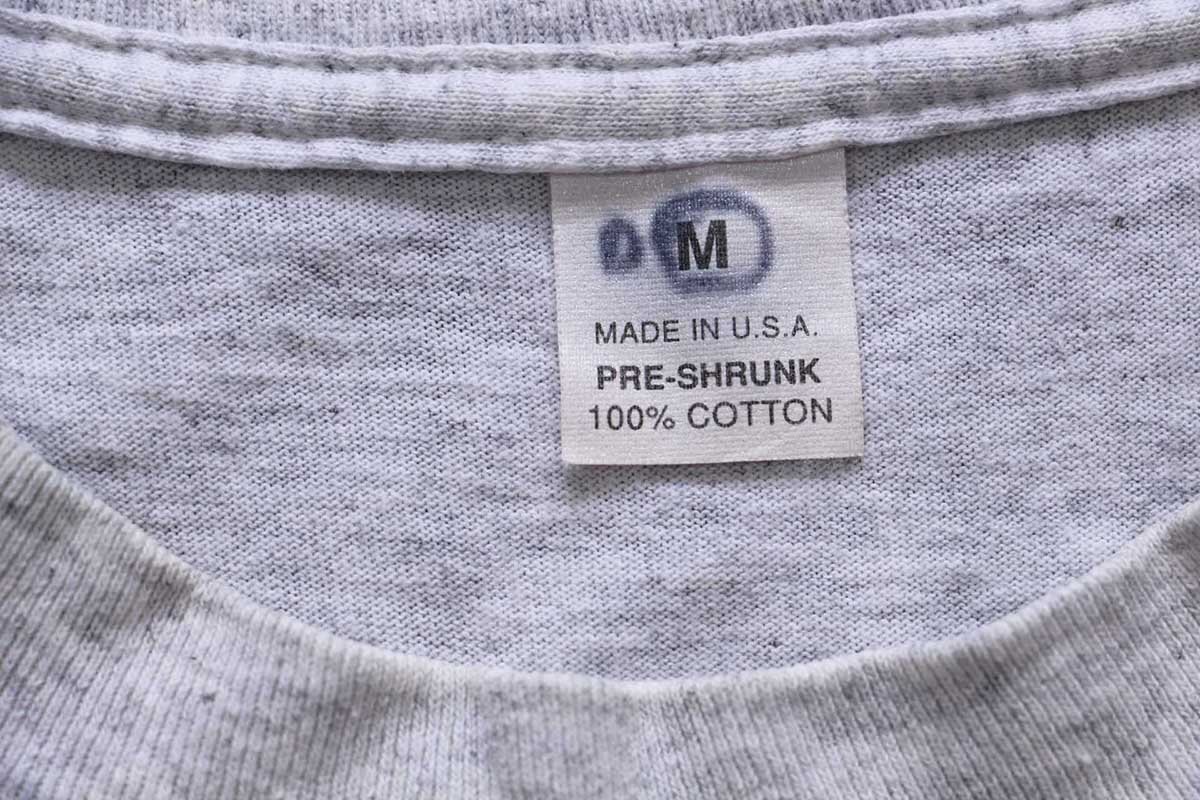 D M
MADE IN U.S.A.
PRE-SHRUNK
100% COTTON